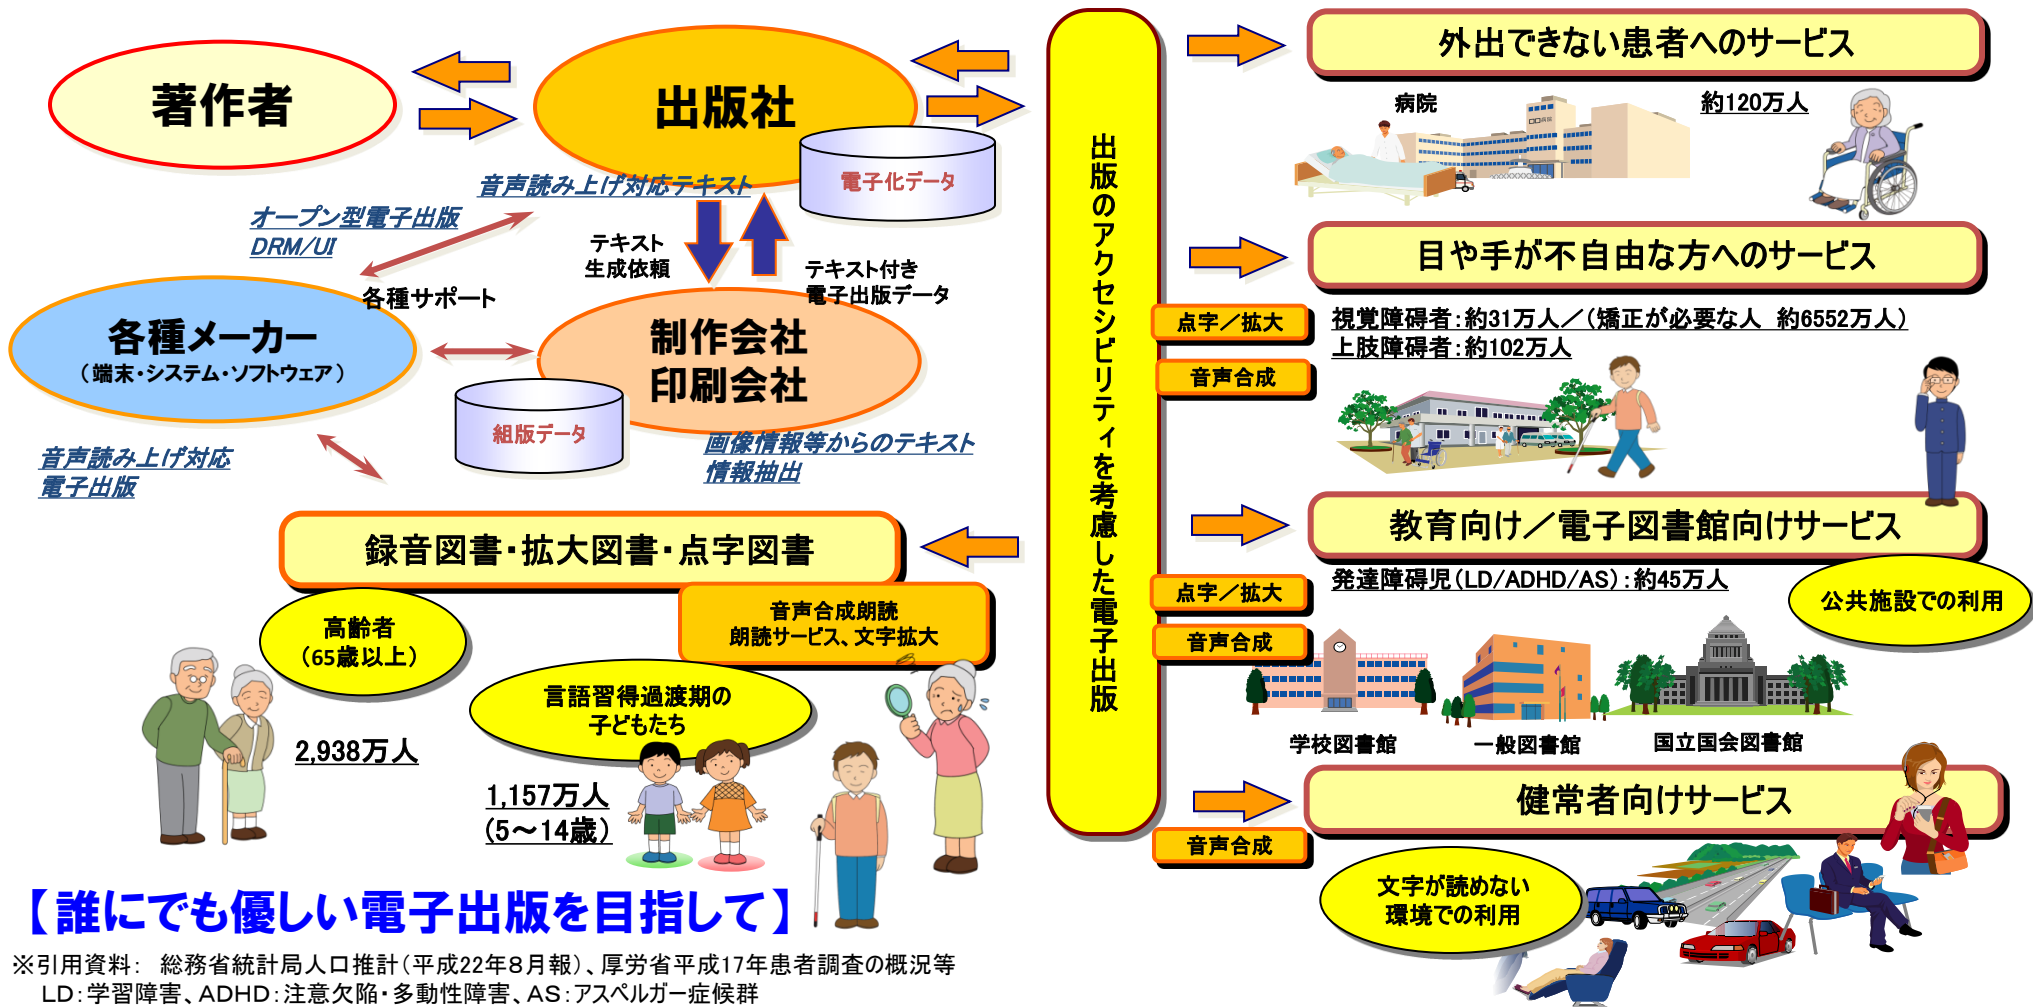 著作者
出版社
電子化データ
音声読み上げ対応テキスト
オープン型電子出版
DRM/UI
テキスト
生成依頼
テキスト付き
電子出版データ
各種サポート
各種メーカー
（端末・システム・ソフトウェア）
制作会社
印刷会社
組版データ
画像情報等からのテキスト
情報抽出
音声読み上げ対応
電子出版
録音図書・拡大図書・点字図書
音声合成朗読
朗読サービス、文字拡大
高齢者
（65歳以上）
2,938万人
言語習得過渡期の
子どもたち
1,157万人
（5～14歳）
【誰にでも優しい電子出版を目指して】
※引用資料： 総務省統計局人口推計（平成22年8月報）、厚労省平成17年患者調査の概況等
LD：学習障害、ADHD：注意欠陥・多動性障害、AS：アスペルガー症候群
出版のアクセシビリティを考慮した電子出版
外出できない患者へのサービス
病院
約120万人
目や手が不自由な方へのサービス
点字／拡大
音声合成
視覚障碍者：約31万人／（矯正が必要な人 約6552万人）
上肢障碍者：約102万人
教育向け／電子図書館向けサービス
点字／拡大
音声合成
発達障碍児（LD/ADHD/AS）：約45万人
公共施設での利用
学校図書館
一般図書館
国立国会図書館
健常者向けサービス
音声合成
文字が読めない
環境での利用